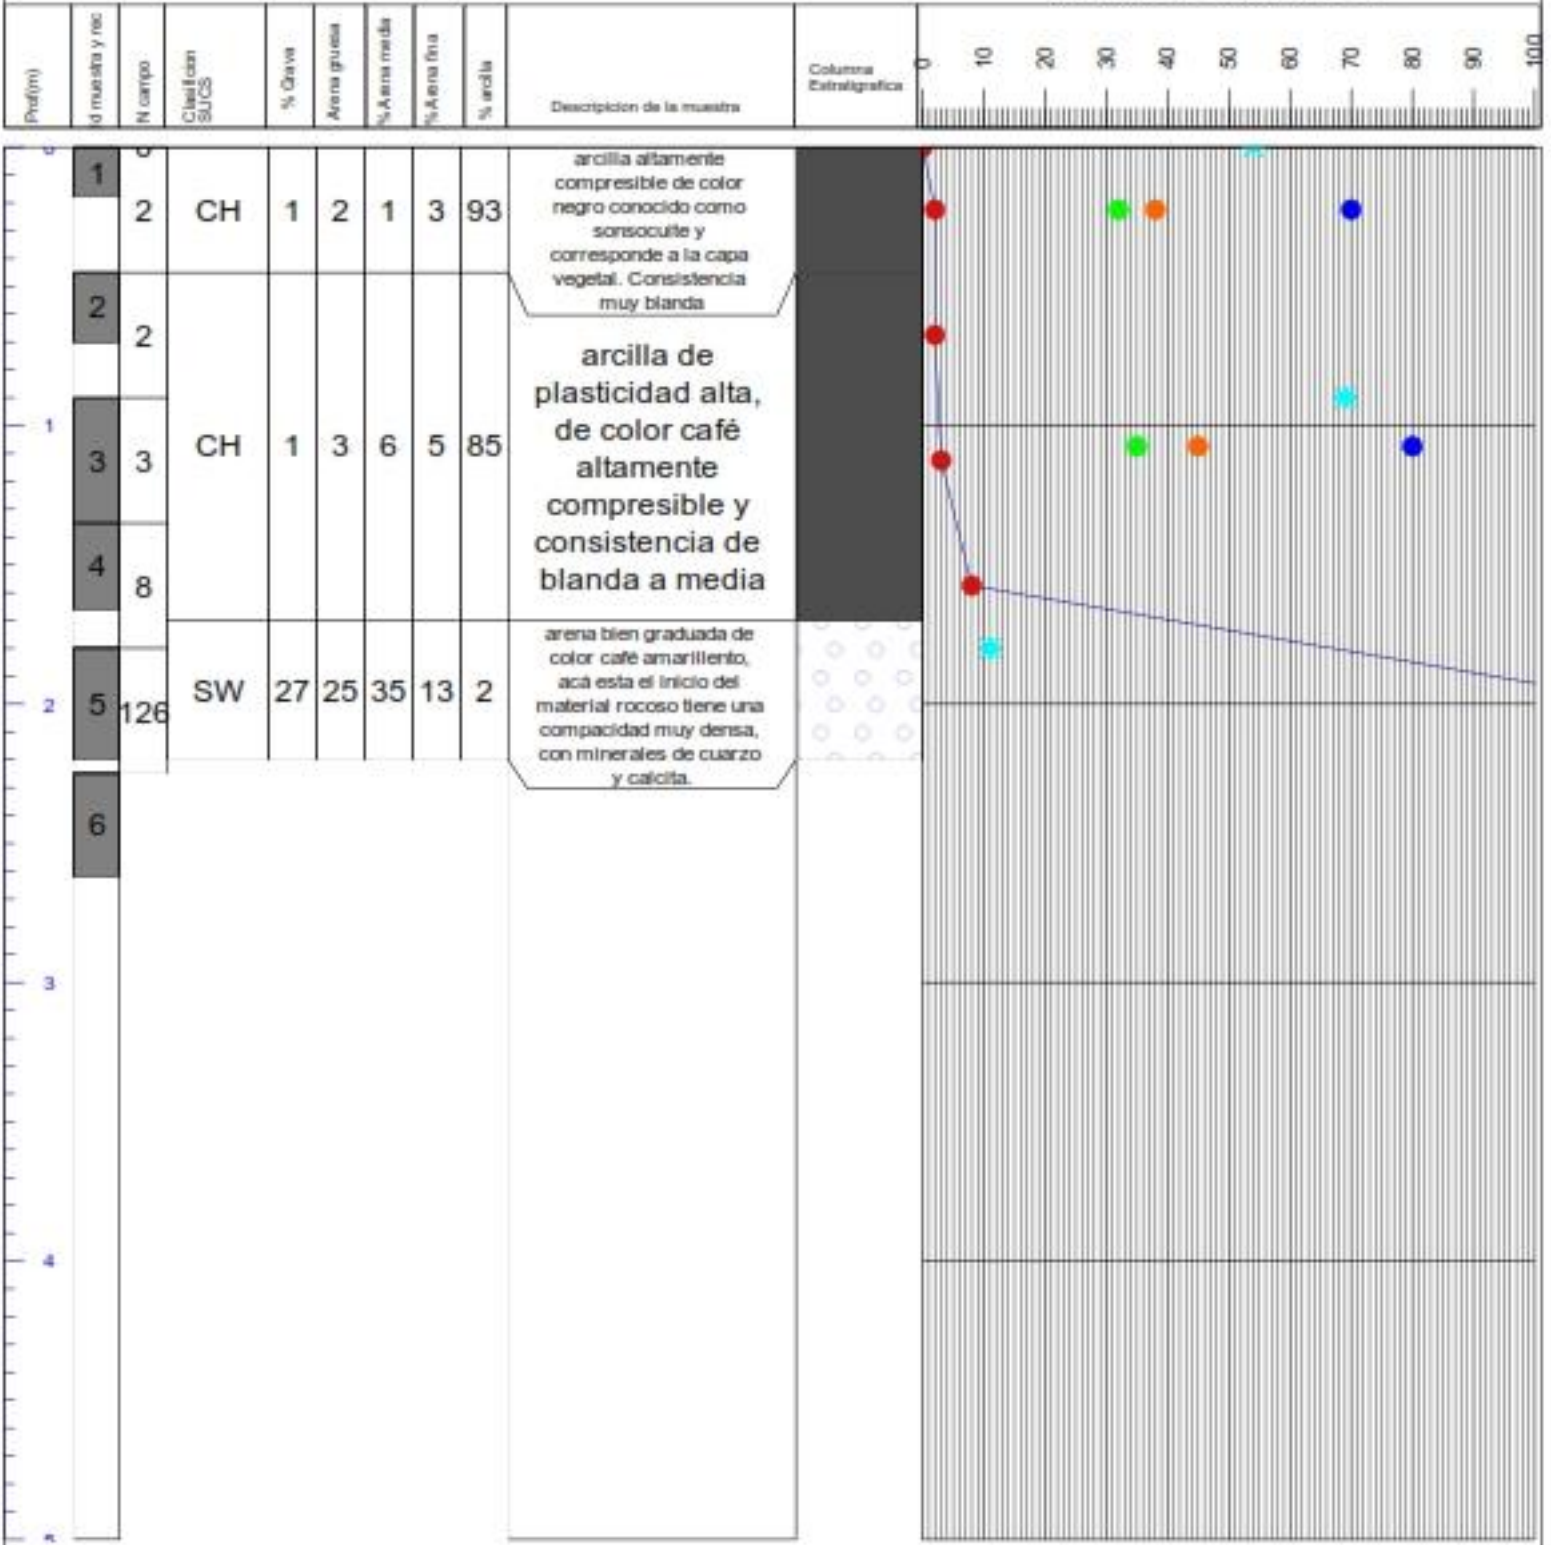 Prof(m)
Id muestra y rec
N campo
Clasificion
SUCS
% Grava
Arena gruesa
% Arena media
% Arena fina
% arcilla
Descripicion de la muestra
Columna
Estratigrafica
0 10 20 30 40 50 60 70 80 90 100
0
1
2
3
4
5
1
2
3
4
5
6
0
2
2
3
8
126
CH 1 2 1 3 93
arcilla altamente
compresible de color
negro conocido como
sonsocuite y
corresponde a la capa
vegetal. Consistencia
muy blanda
CH 1 3 6 5 85
arcilla de
plasticidad alta,
de color café
altamente
compresible y
consistencia de
blanda a media
SW 27 25 35 13 2
arena bien graduada de
color café amarillento,
acá esta el inicio del
material rocoso tiene una
compacidad muy densa,
con minerales de cuarzo
y calcita.